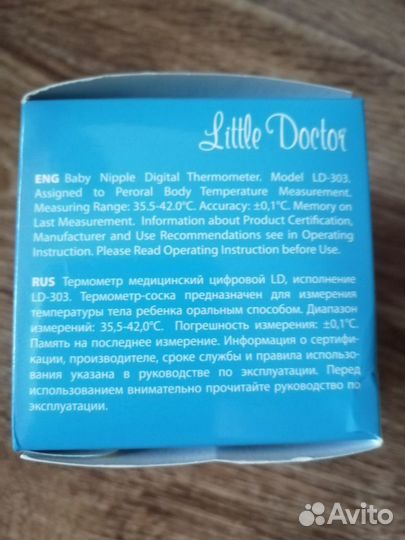 Little Doctor
ENG Baby Nipple Digital Thermometer. Model LD-303.
Assigned to Peroral Body Temperature Measurement.
Measuring Range: 35.5-42.0°C. Accuracy: ±0,1°C. Memory on
Last Measurement. Information about Product Certification,
Manufacturer and Use Recommendations see in Operating
Instruction. Please Read Operating Instruction before Use.
RUS Термометр медицинский цифровой LD, исполнение
LD-303. Термометр-соска предназначен для измерения
температуры тела ребенка оральным способом. Диапазон
измерений: 35,5-42,0°С. Погрешность измерения: ±0,1°С.
Память на последнее измерение. Информация о сертифи-
кации, производителе, сроке службы и правила использо-
вания указана в руководстве по эксплуатации. Перед
использованием внимательно прочитайте руководство по
эксплуатации.
Avito